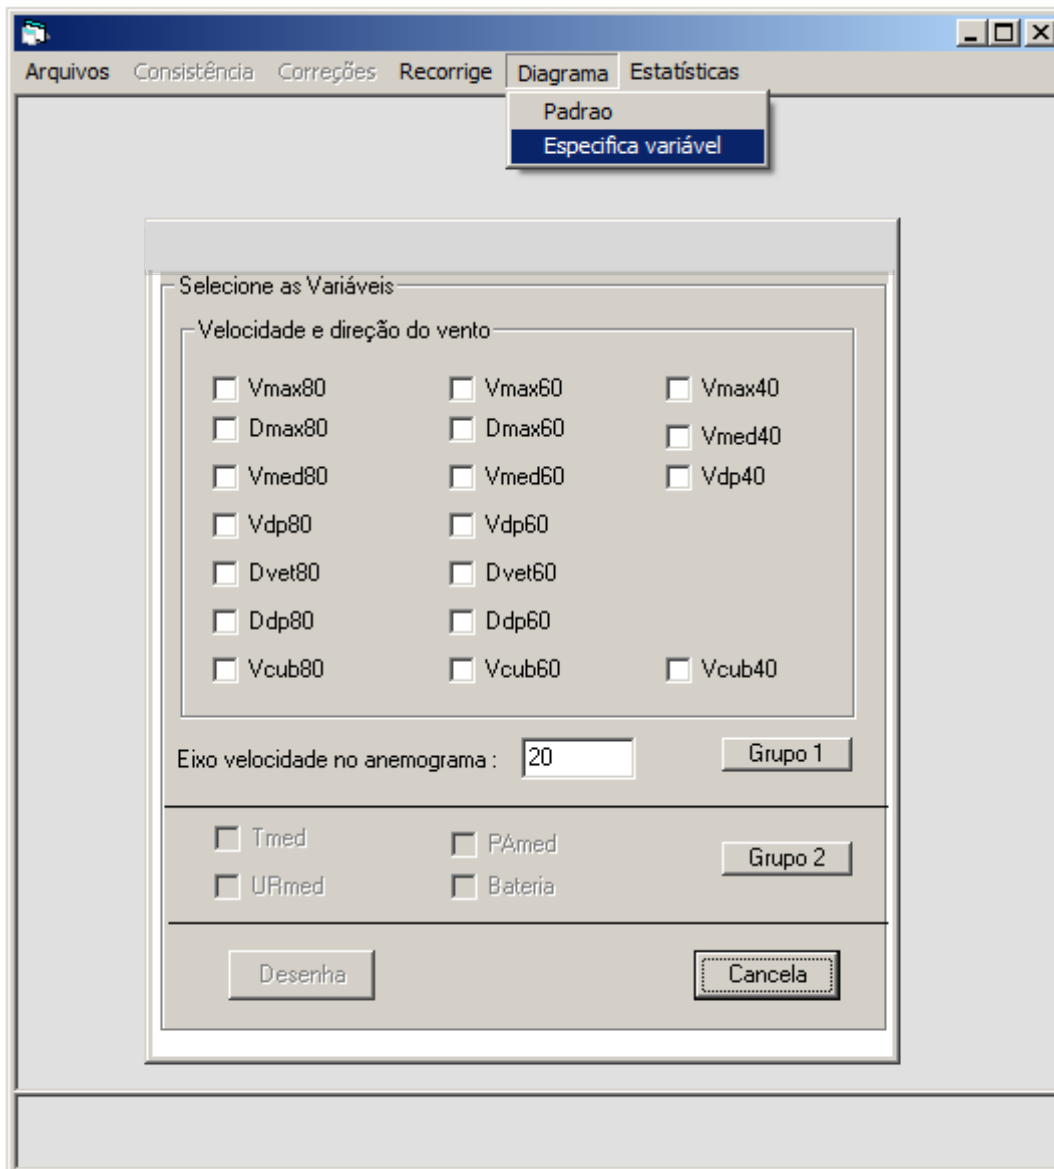 Arquivos Consistência Correções Recorrige Diagrama Estatísticas
Padrao
Especifica variável
Selecione as Variáveis
Velocidade e direção do vento
Vmax80 Vmax60 Vmax40
Dmax80 Dmax60 Vmed40
Vmed80 Vmed60 Vdp40
Vdp80 Vdp60
Dvet80 Dvet60
Ddp80 Ddp60
Vcub80 Vcub60 Vcub40
Eixo velocidade no anemograma : 20 Grupo 1
Tmed PAmed Grupo 2
URmed Bateria
Desenha Cancela